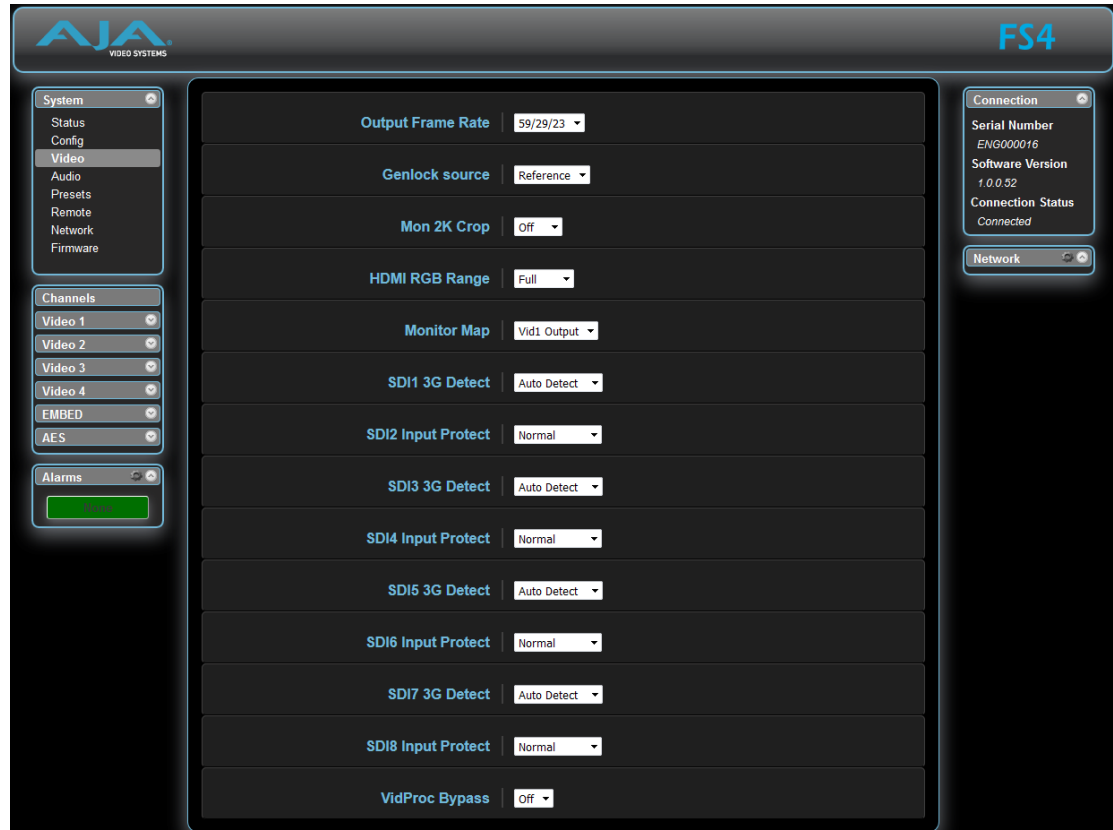 AJA
VIDEO SYSTEMS
FS4
System
Status
Config
Video
Audio
Presets
Remote
Network
Firmware
Channels
Video 1
Video 2
Video 3
Video 4
EMBED
AES
Alarms
None
Output Frame Rate 59/29/23
Genlock source Reference
Mon 2K Crop Off
HDMI RGB Range Full
Monitor Map Vid1 Output
SDI1 3G Detect Auto Detect
SDI2 Input Protect Normal
SDI3 3G Detect Auto Detect
SDI4 Input Protect Normal
SDI5 3G Detect Auto Detect
SDI6 Input Protect Normal
SDI7 3G Detect Auto Detect
SDI8 Input Protect Normal
VidProc Bypass Off
Connection
Serial Number
ENG000016
Software Version
1.0.0.52
Connection Status
Connected
Network